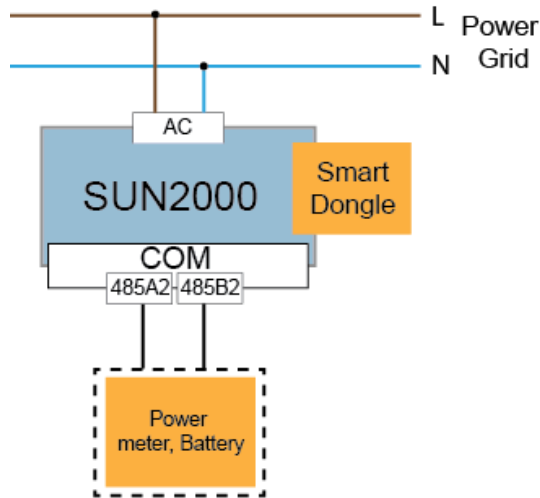 L
Power
Grid
N
AC
SUN2000
Smart
Dongle
COM
485A2
485B2
Power
meter, Battery